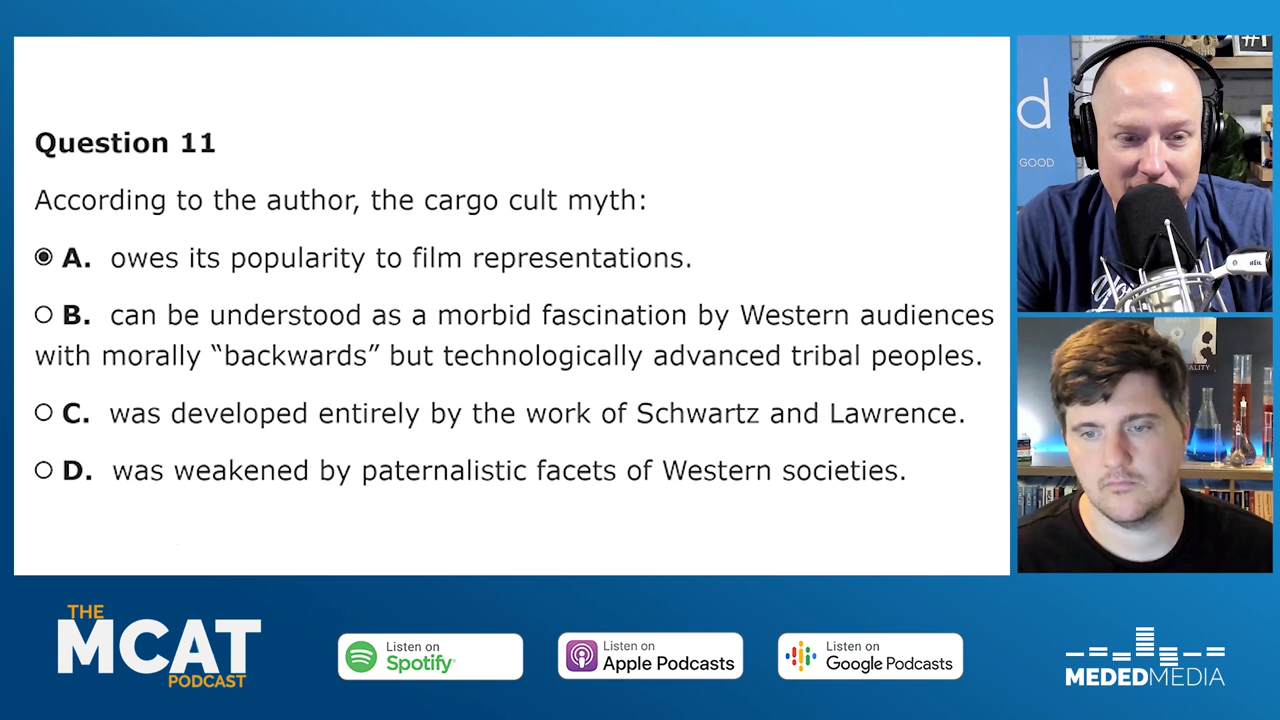 Question 11
According to the author, the cargo cult myth:
A. owes its popularity to film representations.
B. can be understood as a morbid fascination by Western audiences
with morally “backwards” but technologically advanced tribal peoples.
C. was developed entirely by the work of Schwartz and Lawrence.
D. was weakened by paternalistic facets of Western societies.
d
GOOD
#1
ALITY
THE
MCAT
PODCAST
Listen on
Spotify
Listen on
Apple Podcasts
Listen on
Google Podcasts
MEDEDMEDIA